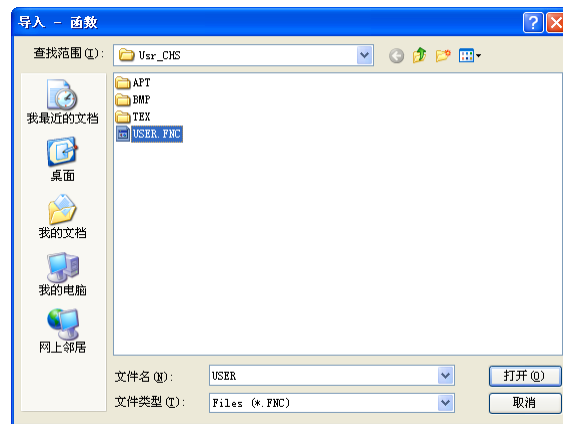 导入 - 函数
查找范围(I):
Usr_CHS
我最近的文档
桌面
我的文档
我的电脑
网上邻居
APT
BMP
TEX
USER.FNC
文件名(N):
USER
打开(O)
文件类型(T):
Files (*.FNC)
取消